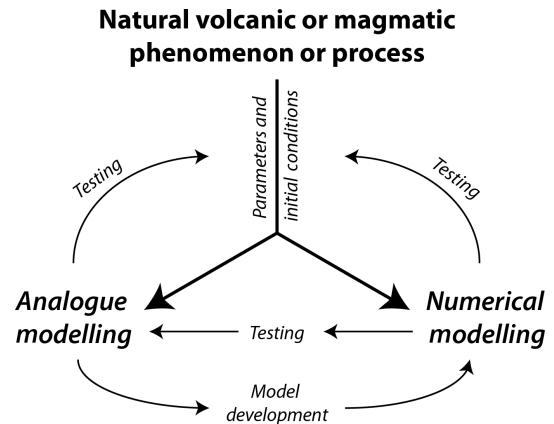 Natural volcanic or magmatic
phenomenon or process
Parameters and
initial conditions
Testing
Testing
Analogue
modelling
Testing
Numerical
modelling
Model
development